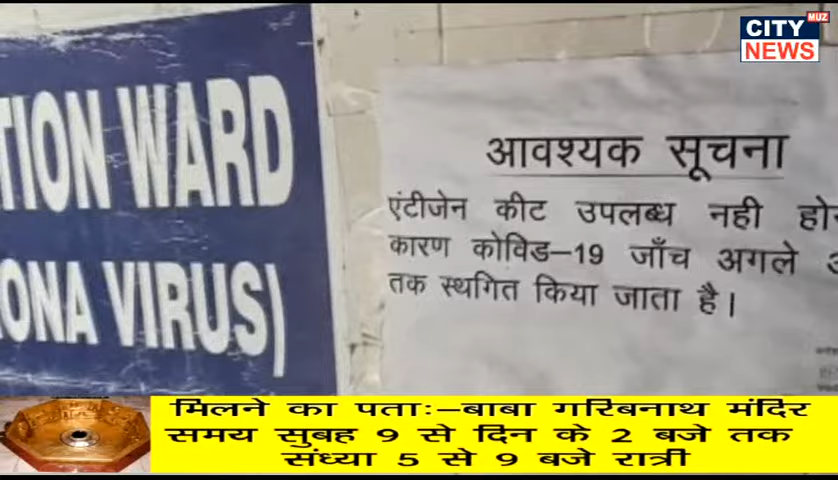 CITY MUZ
NEWS
TION WARD
ONA VIRUS)
आवश्यक सूचना
एंटीजेन कीट उपलब्ध नही
कारण कोविड–19 जाँच अगले
तक स्थगित किया जाता है।
मिलने का पताः–बाबा गरिबनाथ मंदिर
समय सुबह 9 से दिन के 2 बजे तक
संध्या 5 से 9 बजे रात्री